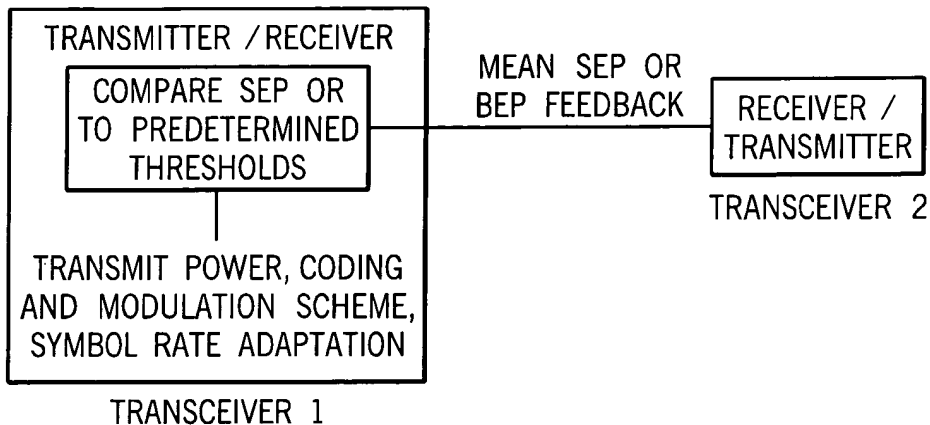 TRANSMITTER / RECEIVER
COMPARE SEP OR
TO PREDETERMINED
THRESHOLDS
TRANSMIT POWER, CODING
AND MODULATION SCHEME,
SYMBOL RATE ADAPTATION
TRANSCEIVER 1
MEAN SEP OR
BEP FEEDBACK
RECEIVER /
TRANSMITTER
TRANSCEIVER 2